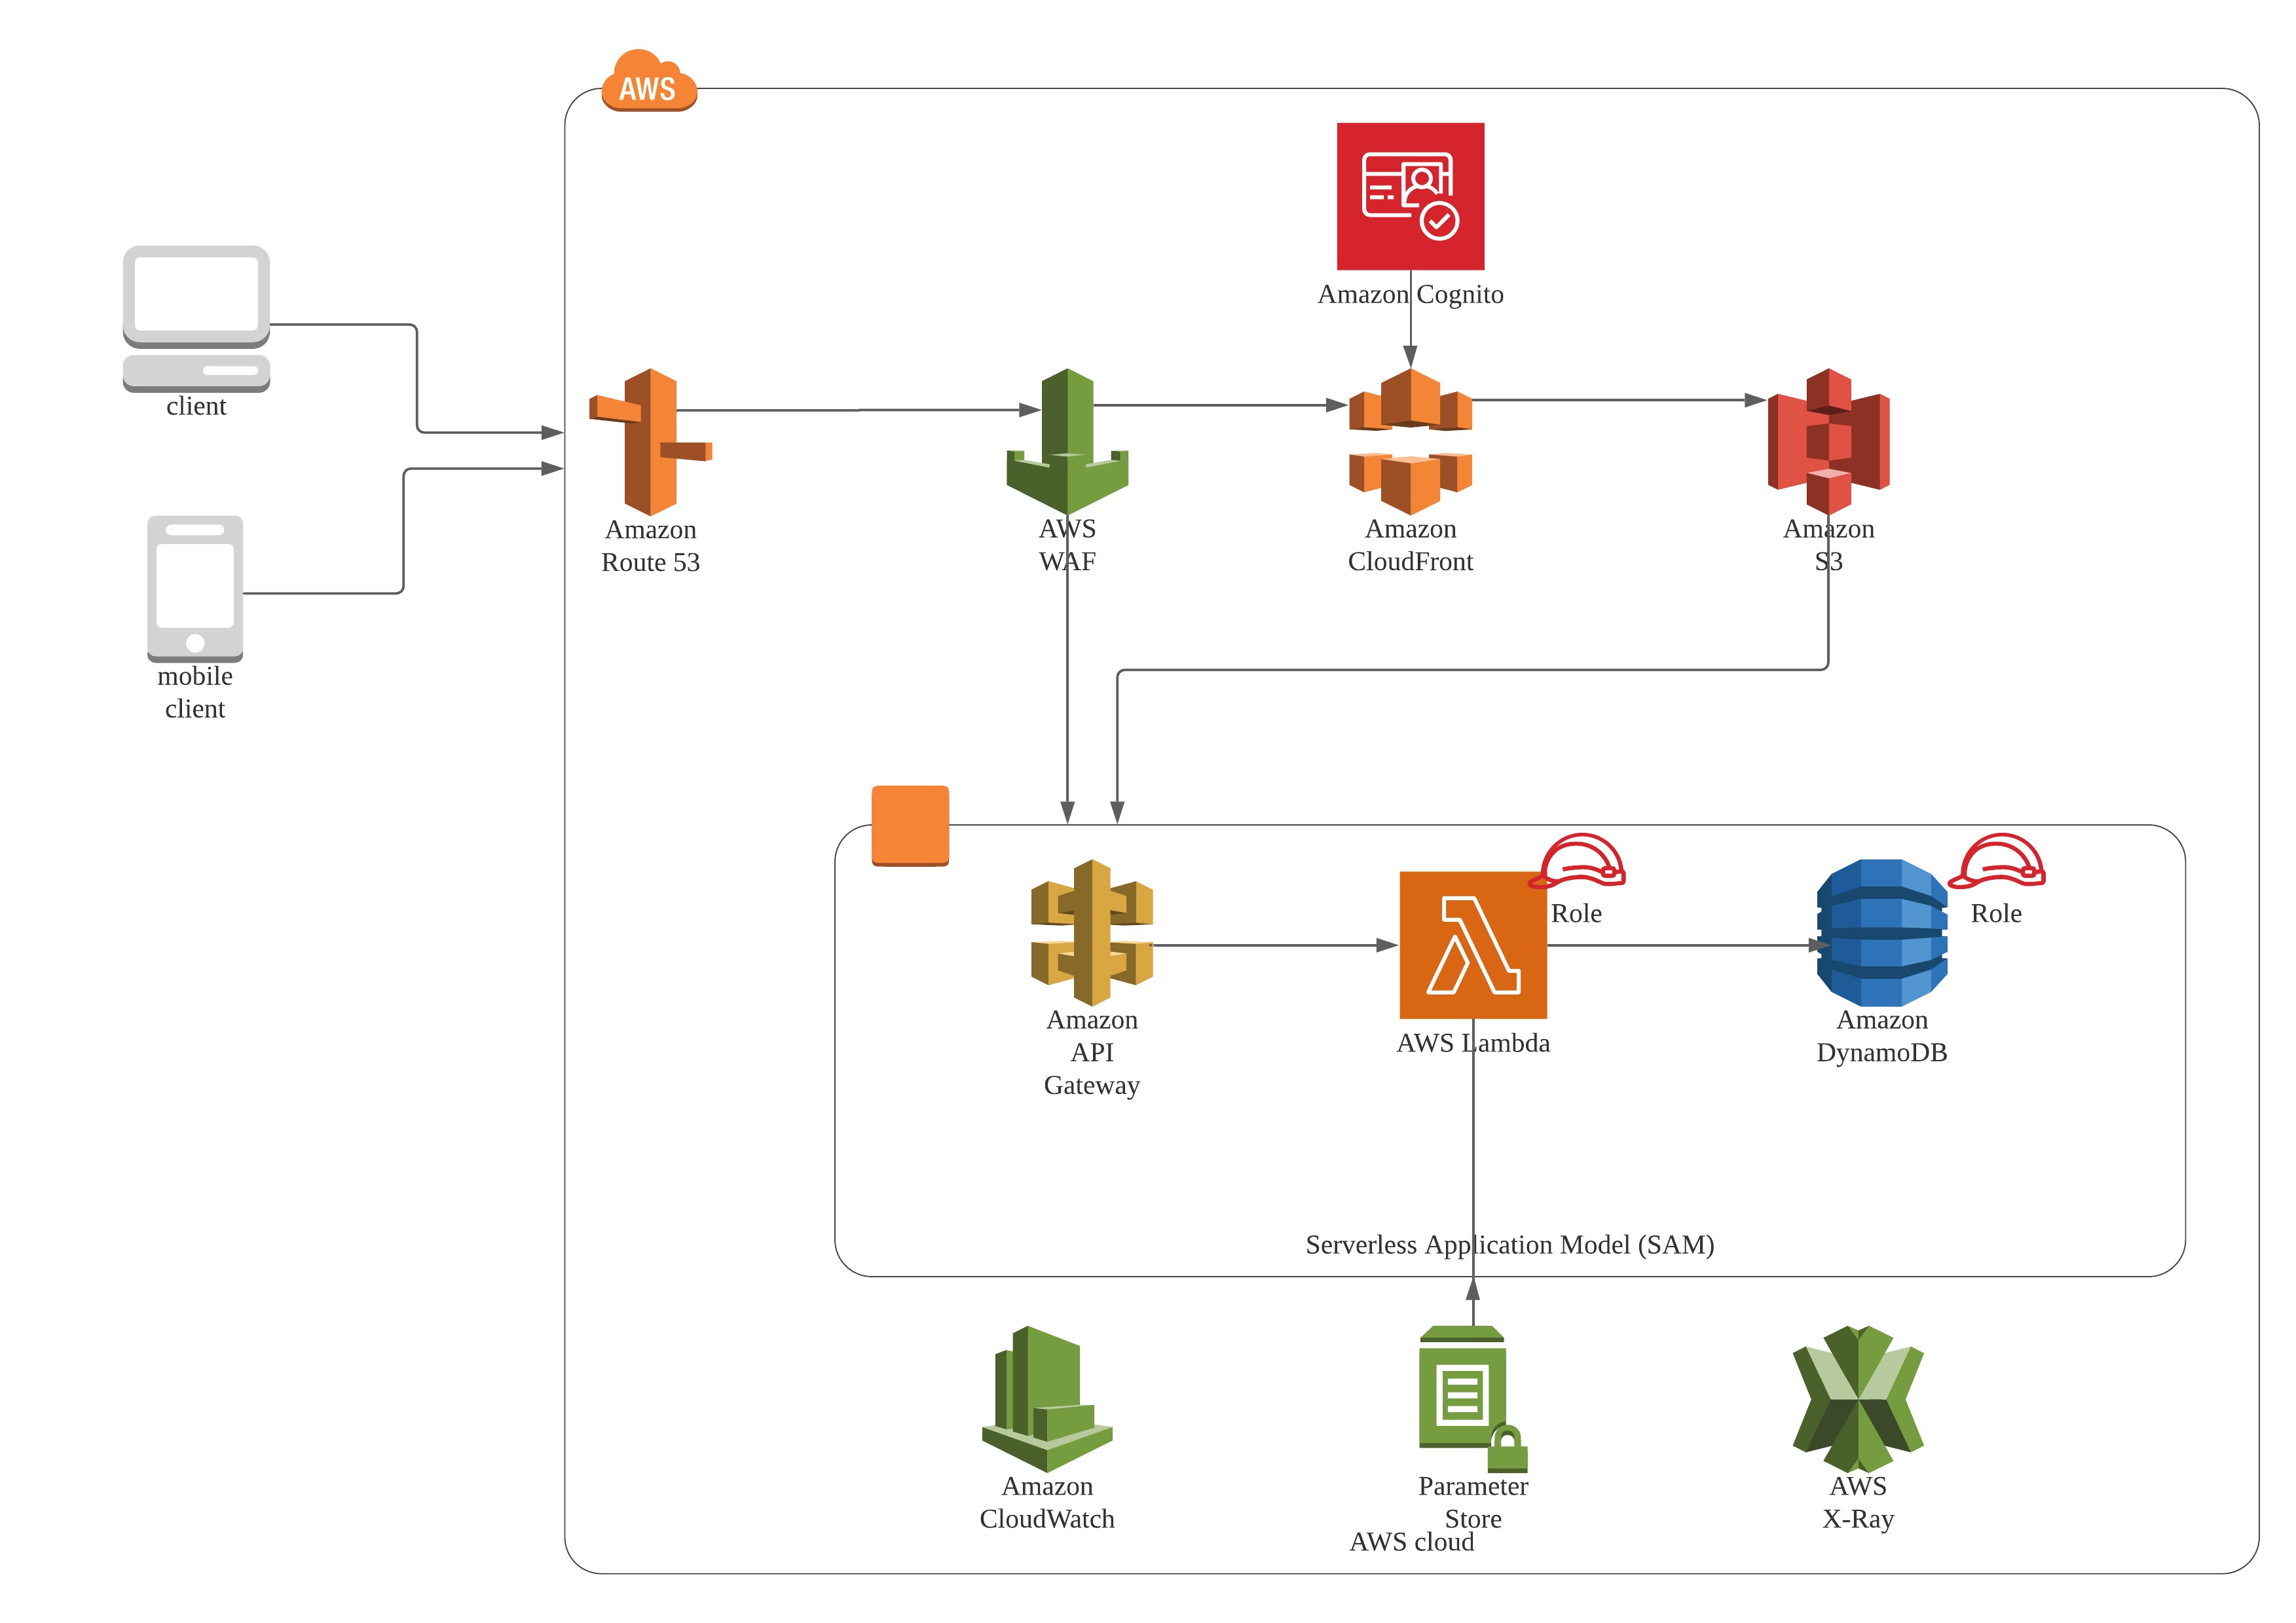 AWS
Amazon Cognito
client
Amazon
Route 53
AWS
WAF
Amazon
CloudFront
Amazon
S3
mobile
client
Role
Role
Amazon
API
Gateway
AWS Lambda
Amazon
DynamoDB
Serverless Application Model (SAM)
Amazon
CloudWatch
Parameter
Store
AWS
X-Ray
AWS cloud